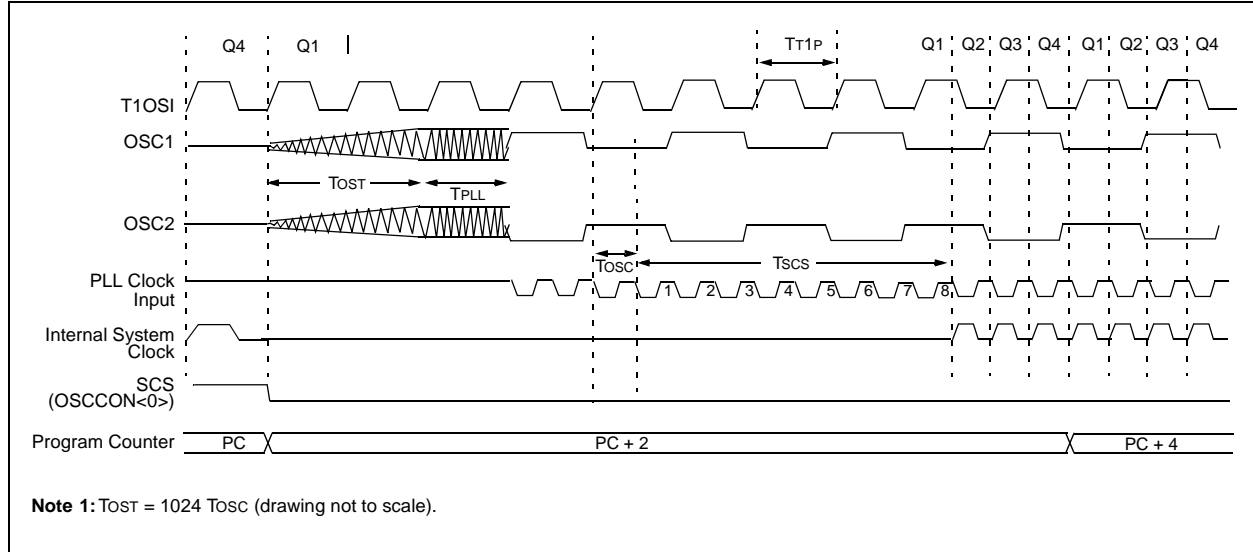 Q4 Q1 TT1P Q1 Q2 Q3 Q4 Q1 Q2 Q3 Q4
T1OSI
OSC1
TOST TPLL
OSC2
TOSC TSCS
PLL Clock
Input
1 2 3 4 5 6 7 8
Internal System
Clock
SCS
(OSCCON<0>)
Program Counter PC PC + 2 PC + 4
Note 1: TOST = 1024 TOSC (drawing not to scale).